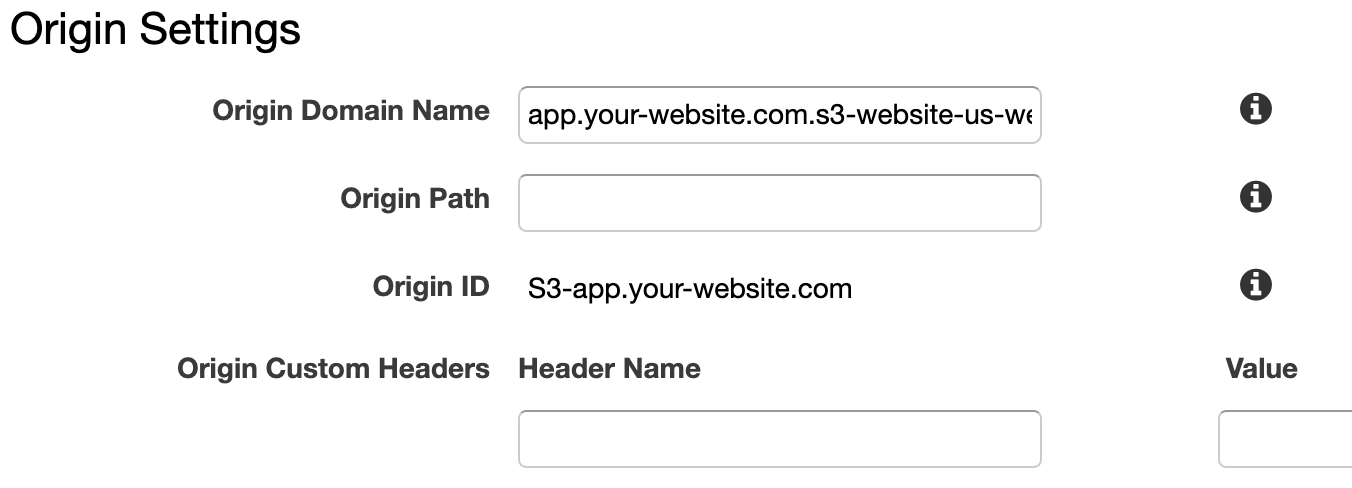 Origin Settings
Origin Domain Name app.your-website.com.s3-website-us-we
Origin Path
Origin ID S3-app.your-website.com
Origin Custom Headers Header Name Value